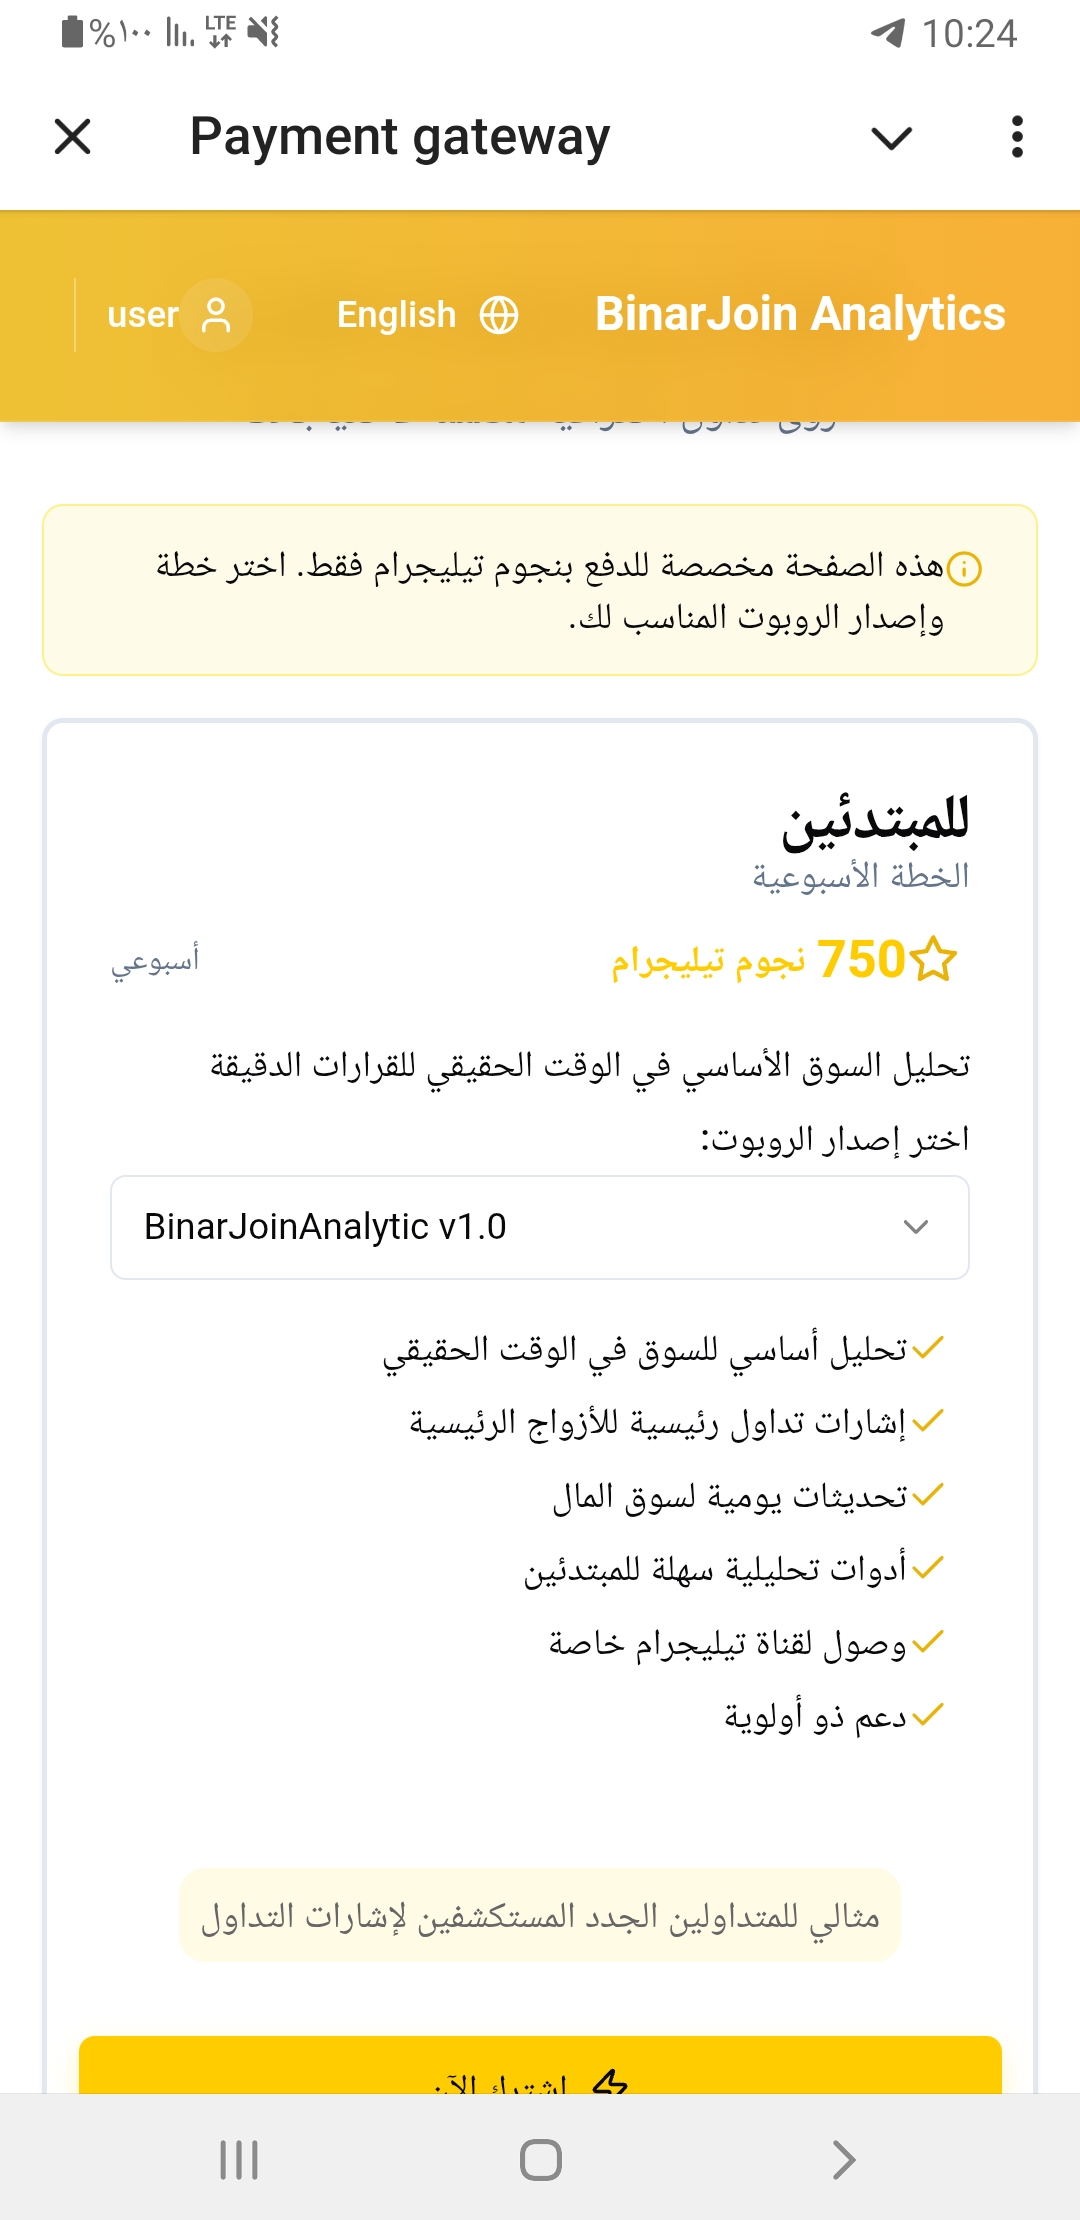 %١٠٠ LTE 10:24
Payment gateway
BinarJoin Analytics English user
هذه الصفحة مخصصة للدفع بنجوم تيليجرام فقط. اختر خطة
وإصدار الروبوت المناسب لك.
للمبتدئين
الخطة الأسبوعية
750 نجوم تيليجرام أسبوعي
تحليل السوق الأساسي في الوقت الحقيقي للقرارات الدقيقة
اختر إصدار الروبوت:
BinarJoinAnalytic v1.0
تحليل أساسي للسوق في الوقت الحقيقي
إشارات تداول رئيسية للأزواج الرئيسية
تحديثات يومية لسوق المال
أدوات تحليلية سهلة للمبتدئين
وصول لقناة تيليجرام خاصة
دعم ذو أولوية
مثالي للمتداولين الجدد المستكشفين لإشارات التداول
اشترك الآن